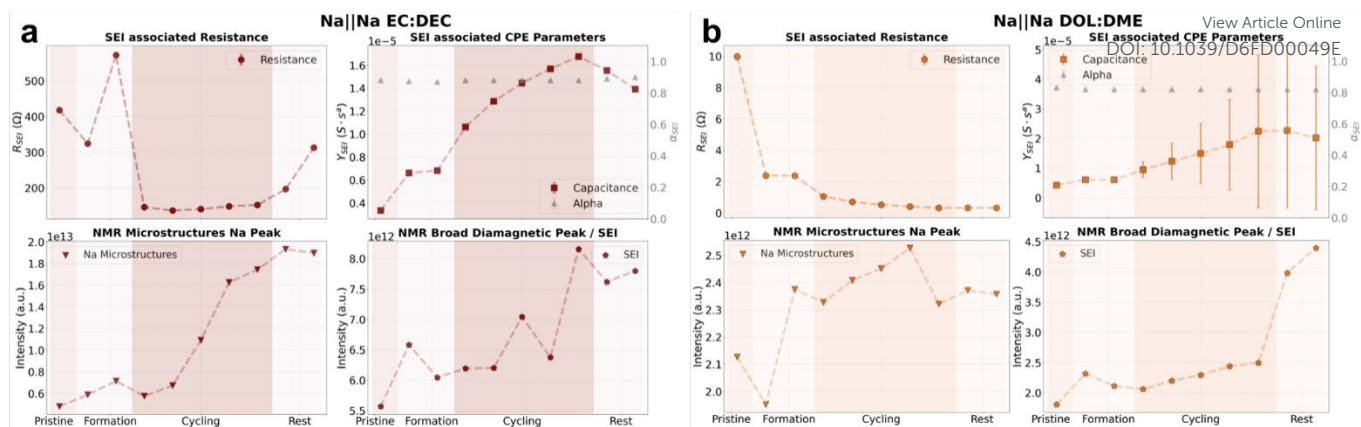 a
Na||Na EC:DEC
SEI associated Resistance
Resistance
R_SEI (Ω)
500
400
300
200
SEI associated CPE Parameters
1e−5
Y_SEI (S · sᵃ)
1.8
1.6
1.4
1.2
1.0
0.8
0.6
0.4
Capacitance
Alpha
α_SEI
1.0
0.8
0.6
0.4
0.2
0.0
NMR Microstructures Na Peak
1e13
Na Microstructures
Intensity (a.u.)
2.0
1.8
1.6
1.4
1.2
1.0
0.8
0.6
Pristine Formation Cycling Rest
NMR Broad Diamagnetic Peak / SEI
1e12
SEI
Intensity (a.u.)
8.0
7.5
7.0
6.5
6.0
5.5
Pristine Formation Cycling Rest
b
Na||Na DOL:DME
View Article Online
DOI: 10.1039/D6FD00049E
SEI associated Resistance
Resistance
R_SEI (Ω)
10
8
6
4
2
0
SEI associated CPE Parameters
1e−5
Capacitance
Alpha
Y_SEI (S · sᵃ)
5
4
3
2
1
0
α_SEI
1.0
0.8
0.6
0.4
0.2
0.0
NMR Microstructures Na Peak
1e12
Na Microstructures
Intensity (a.u.)
2.5
2.4
2.3
2.2
2.1
2.0
Pristine Formation Cycling Rest
NMR Broad Diamagnetic Peak / SEI
1e12
SEI
Intensity (a.u.)
4.5
4.0
3.5
3.0
2.5
2.0
Pristine Formation Cycling Rest